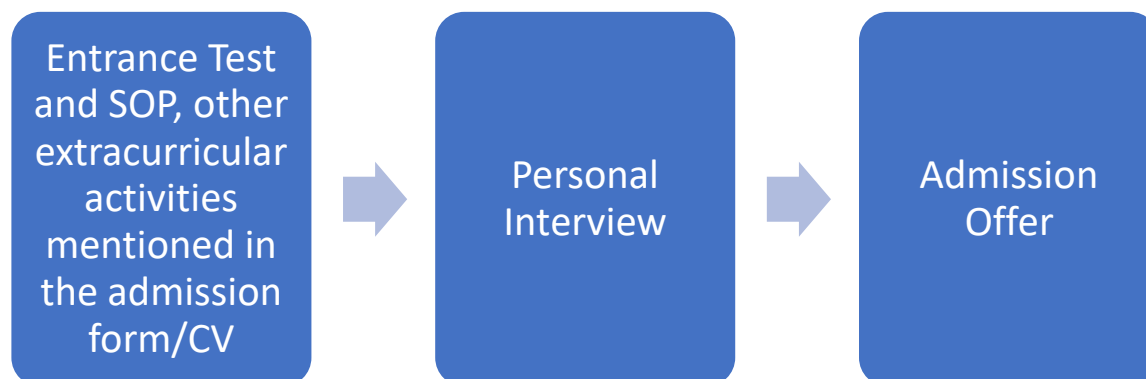 Entrance Test
and SOP, other
extracurricular
activities
mentioned in
the admission
form/CV
Personal
Interview
Admission
Offer